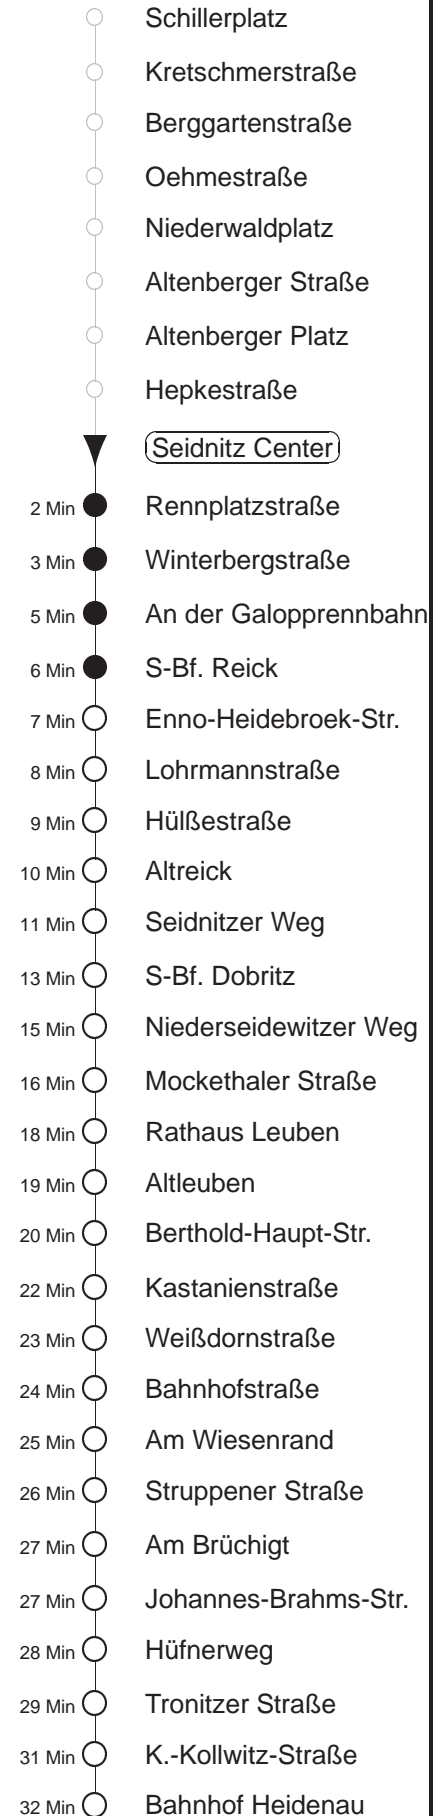 Schillerplatz
Kretschmerstraße
Berggartenstraße
Oehmestraße
Niederwaldplatz
Altenberger Straße
Altenberger Platz
Hepkestraße
Seidnitz Center
2 Min Rennplatzstraße
3 Min Winterbergstraße
5 Min An der Galopprennbahn
6 Min S-Bf. Reick
7 Min Enno-Heidebroek-Str.
8 Min Lohrmannstraße
9 Min Hülßestraße
10 Min Altreick
11 Min Seidnitzer Weg
13 Min S-Bf. Dobritz
15 Min Niederseidewitzer Weg
16 Min Mockethaler Straße
18 Min Rathaus Leuben
19 Min Altleuben
20 Min Berthold-Haupt-Str.
22 Min Kastanienstraße
23 Min Weißdornstraße
24 Min Bahnhofstraße
25 Min Am Wiesenrand
26 Min Struppener Straße
27 Min Am Brüchigt
27 Min Johannes-Brahms-Str.
28 Min Hüfnerweg
29 Min Tronitzer Straße
31 Min K.-Kollwitz-Straße
32 Min Bahnhof Heidenau